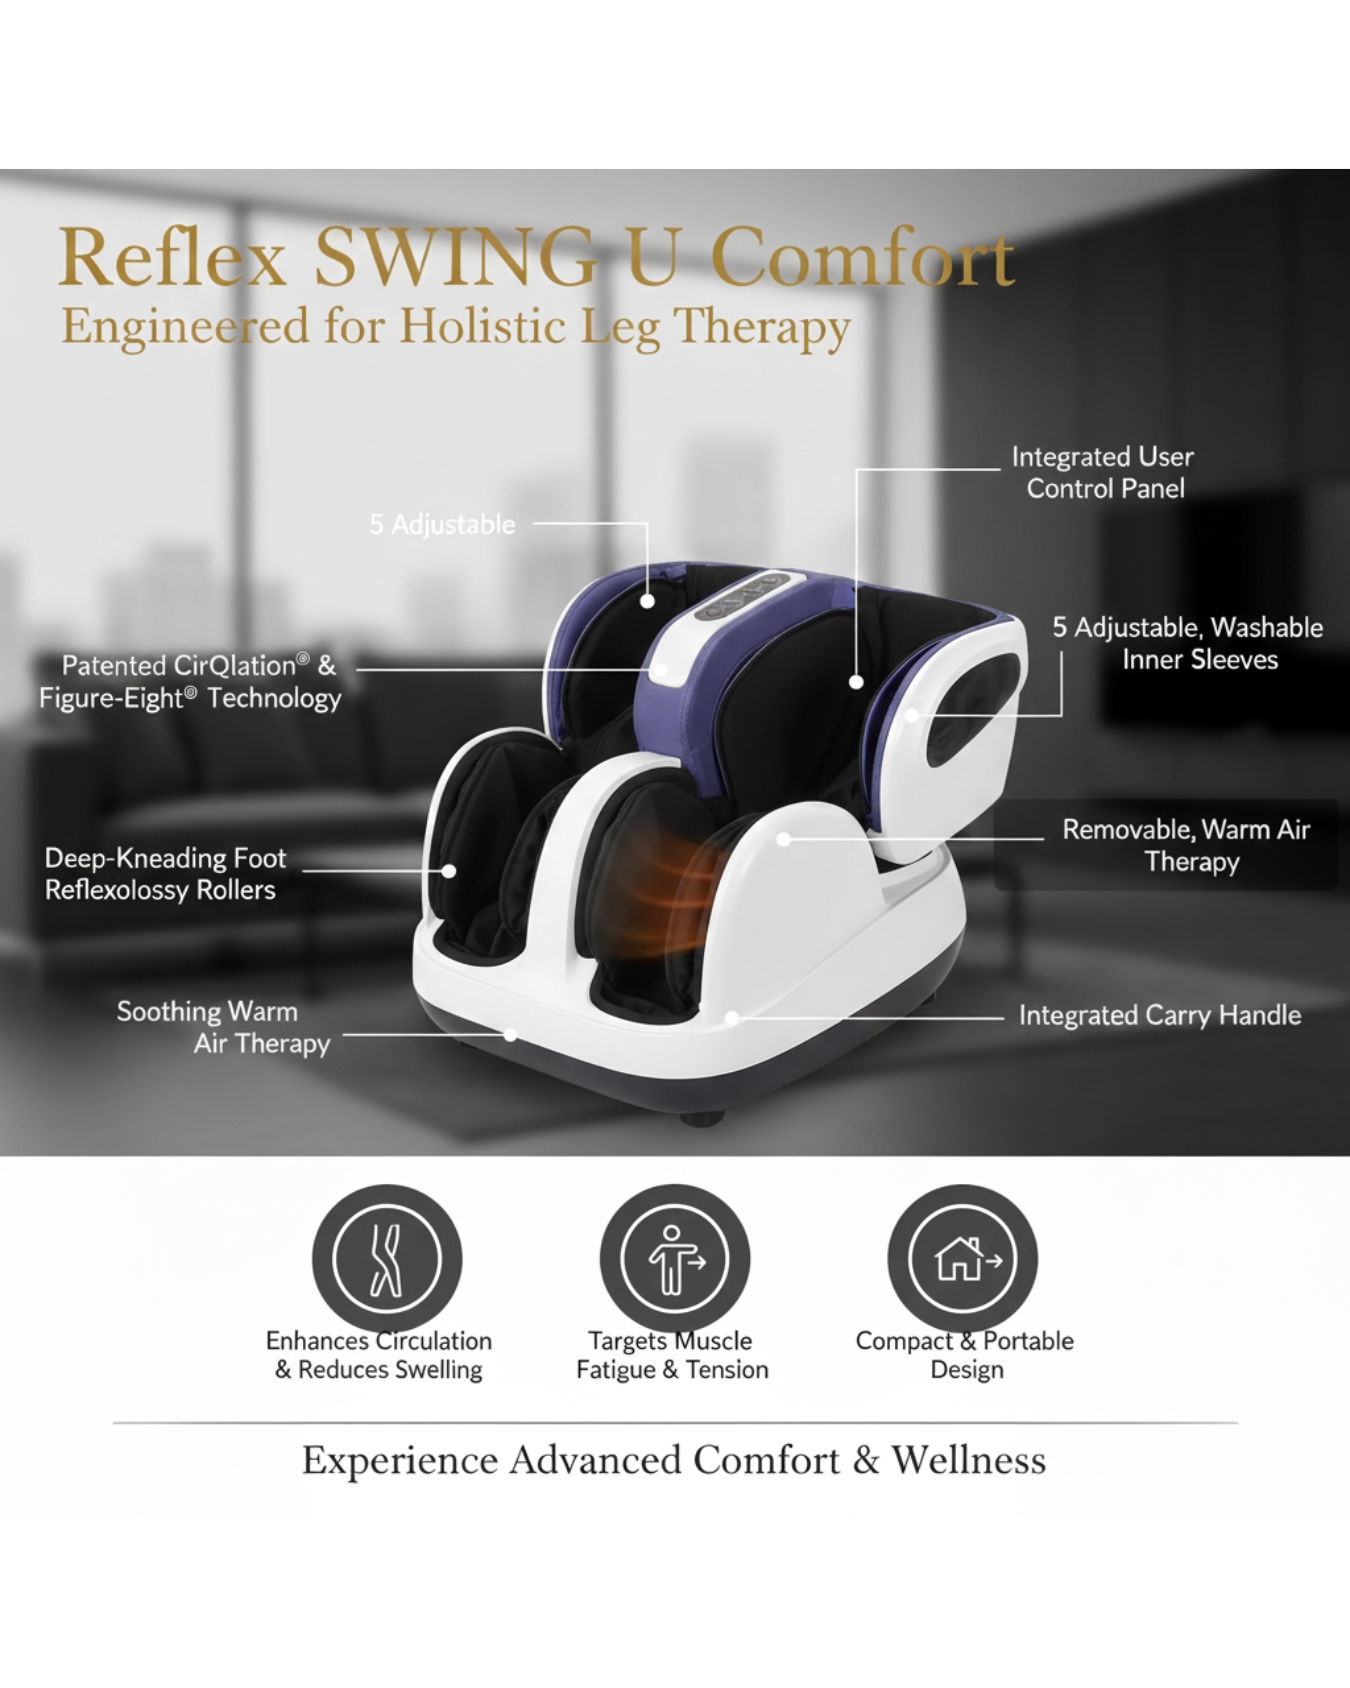 Reflex SWING U Comfort
Engineered for Holistic Leg Therapy
Integrated User
Control Panel
5 Adjustable
5 Adjustable, Washable
Inner Sleeves
Patented CirQlation® &
Figure-Eight® Technology
Removable, Warm Air
Therapy
Deep-Kneading Foot
Reflexolossy Rollers
Soothing Warm
Air Therapy
Integrated Carry Handle
Enhances Circulation
& Reduces Swelling
Targets Muscle
Fatigue & Tension
Compact & Portable
Design
Experience Advanced Comfort & Wellness